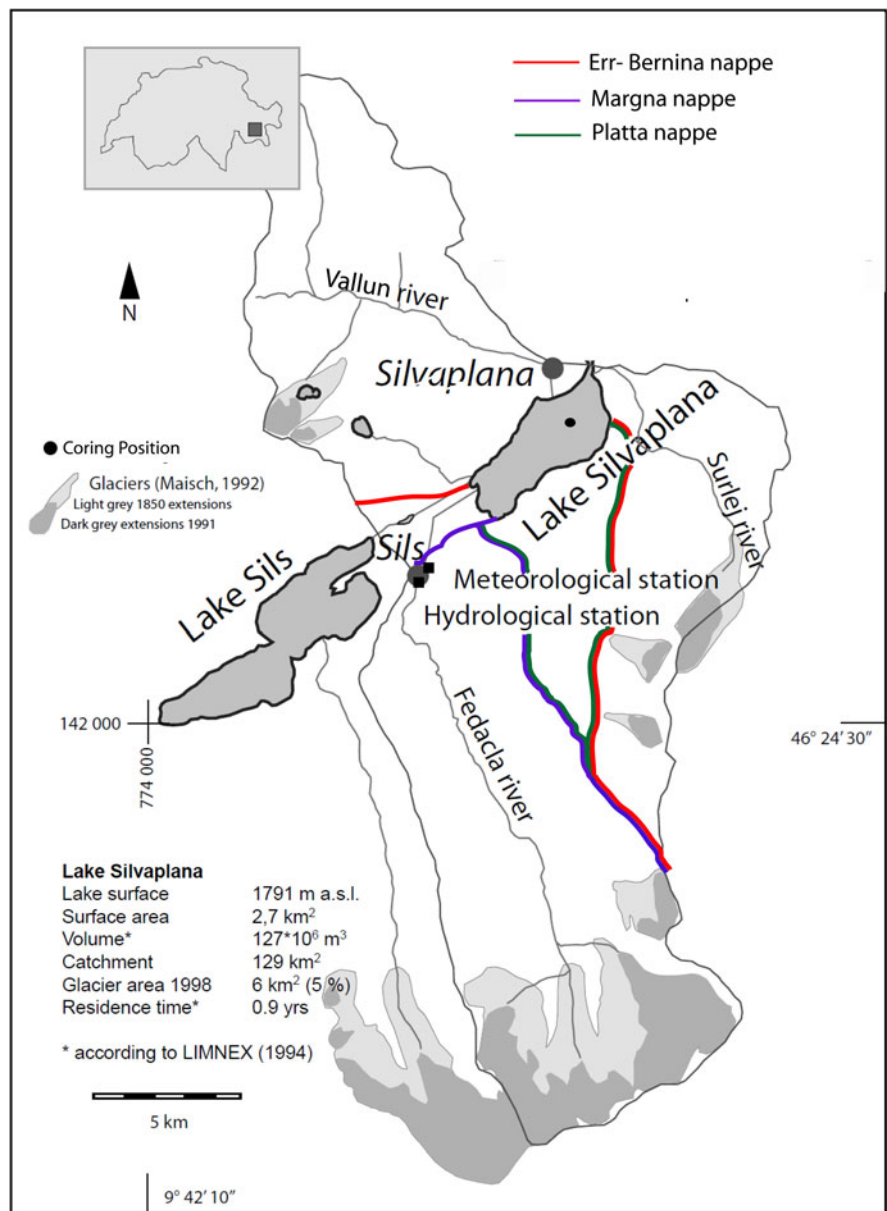 Err- Bernina nappe
Margna nappe
Platta nappe
N
Vallun river
Silvaplana
Lake Silvaplana
Surlej river
Coring Position
Glaciers (Maisch, 1992)
Light grey 1850 extensions
Dark grey extensions 1991
Lake Sils
Sils
Meteorological station
Hydrological station
Fedacla river
142 000
774 000
46° 24' 30"
Lake Silvaplana
Lake surface 1791 m a.s.l.
Surface area 2,7 km²
Volume* 127*10⁶ m³
Catchment 129 km²
Glacier area 1998 6 km² (5 %)
Residence time* 0.9 yrs
* according to LIMNEX (1994)
5 km
9° 42' 10"